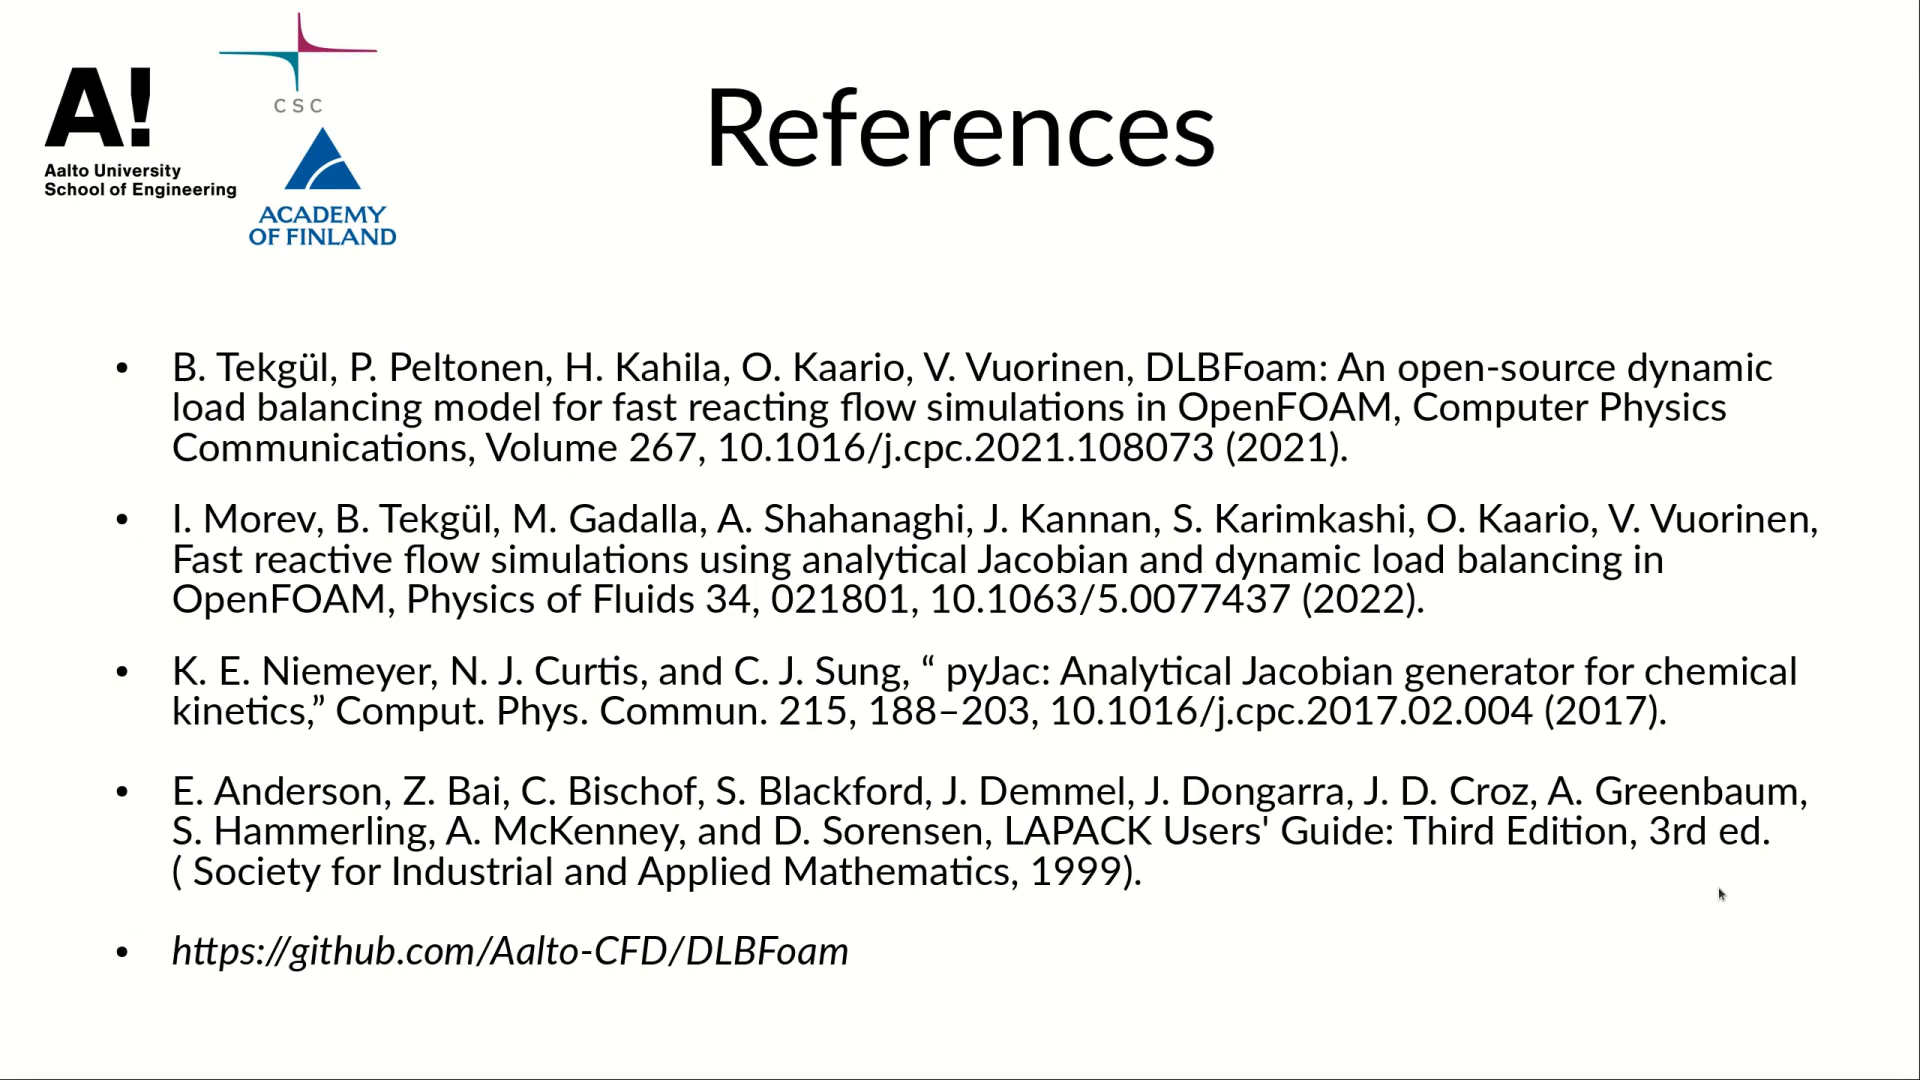 A!
Aalto University
School of Engineering
CSC
ACADEMY
OF FINLAND
References
• B. Tekgül, P. Peltonen, H. Kahila, O. Kaario, V. Vuorinen, DLBFoam: An open-source dynamic
load balancing model for fast reacting flow simulations in OpenFOAM, Computer Physics
Communications, Volume 267, 10.1016/j.cpc.2021.108073 (2021).
• I. Morev, B. Tekgül, M. Gadalla, A. Shahanaghi, J. Kannan, S. Karimkashi, O. Kaario, V. Vuorinen,
Fast reactive flow simulations using analytical Jacobian and dynamic load balancing in
OpenFOAM, Physics of Fluids 34, 021801, 10.1063/5.0077437 (2022).
• K. E. Niemeyer, N. J. Curtis, and C. J. Sung, “ pyJac: Analytical Jacobian generator for chemical
kinetics,” Comput. Phys. Commun. 215, 188–203, 10.1016/j.cpc.2017.02.004 (2017).
• E. Anderson, Z. Bai, C. Bischof, S. Blackford, J. Demmel, J. Dongarra, J. D. Croz, A. Greenbaum,
S. Hammerling, A. McKenney, and D. Sorensen, LAPACK Users' Guide: Third Edition, 3rd ed.
( Society for Industrial and Applied Mathematics, 1999).
• https://github.com/Aalto-CFD/DLBFoam